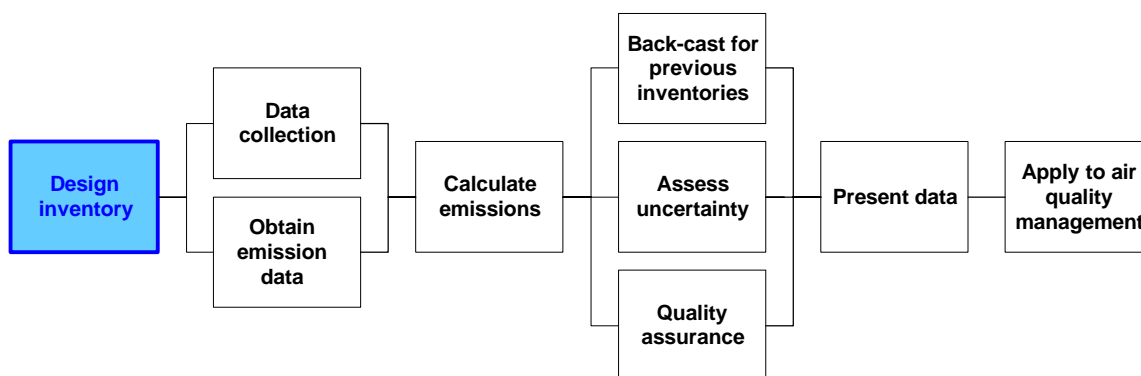 Design
inventory
Data
collection
Obtain
emission
data
Calculate
emissions
Back-cast for
previous
inventories
Assess
uncertainty
Quality
assurance
Present data
Apply to air
quality
management